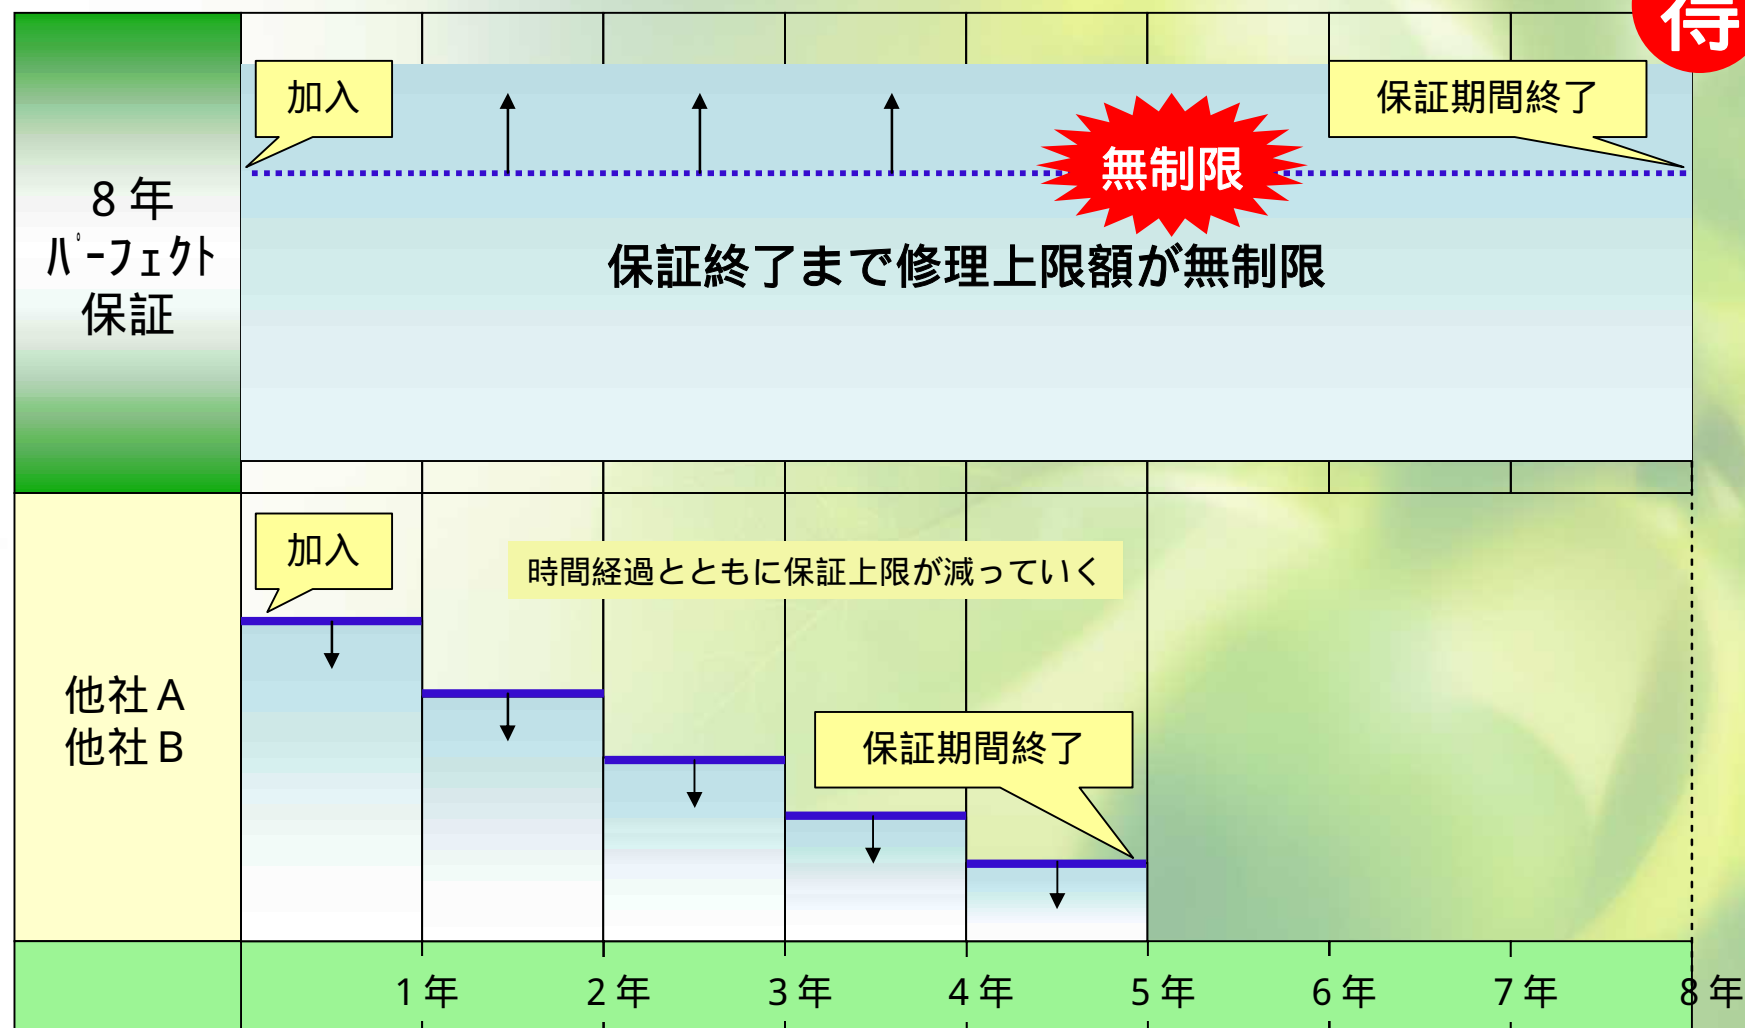 得
加入
保証期間終了
無制限
8年
ﾊﾟｰﾌｪｸﾄ
保証
保証終了まで修理上限額が無制限
加入
時間経過とともに保証上限が減っていく
他社A
他社B
保証期間終了
1年 2年 3年 4年 5年 6年 7年 8年